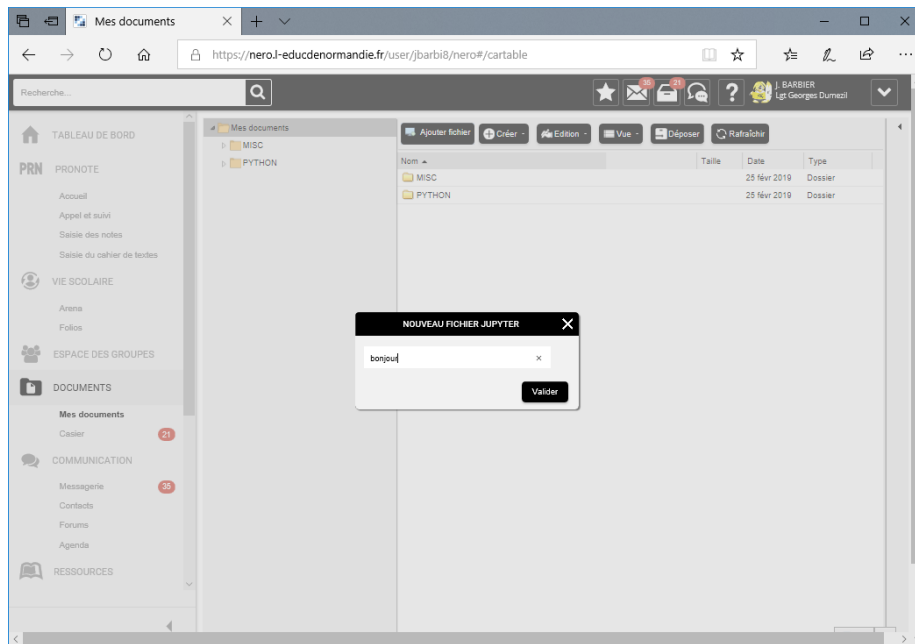 Mes documents
https://nero.l-educdenormandie.fr/user/jbarbi8/nero#/cartable
Recherche...
35
21
?
J. BARBIER
Lgt Georges Dumezil
TABLEAU DE BORD
PRN PRONOTE
Accueil
Appel et suivi
Saisie des notes
Saisie du cahier de textes
VIE SCOLAIRE
Arena
Folios
ESPACE DES GROUPES
DOCUMENTS
Mes documents
Casier 21
COMMUNICATION
Messagerie 35
Contacts
Forums
Agenda
RESSOURCES
Mes documents
MISC
PYTHON
Ajouter fichier Créer Edition Vue Déposer Rafraîchir
Nom Taille Date Type
MISC 25 févr 2019 Dossier
PYTHON 25 févr 2019 Dossier
NOUVEAU FICHIER JUPYTER
bonjour
Valider